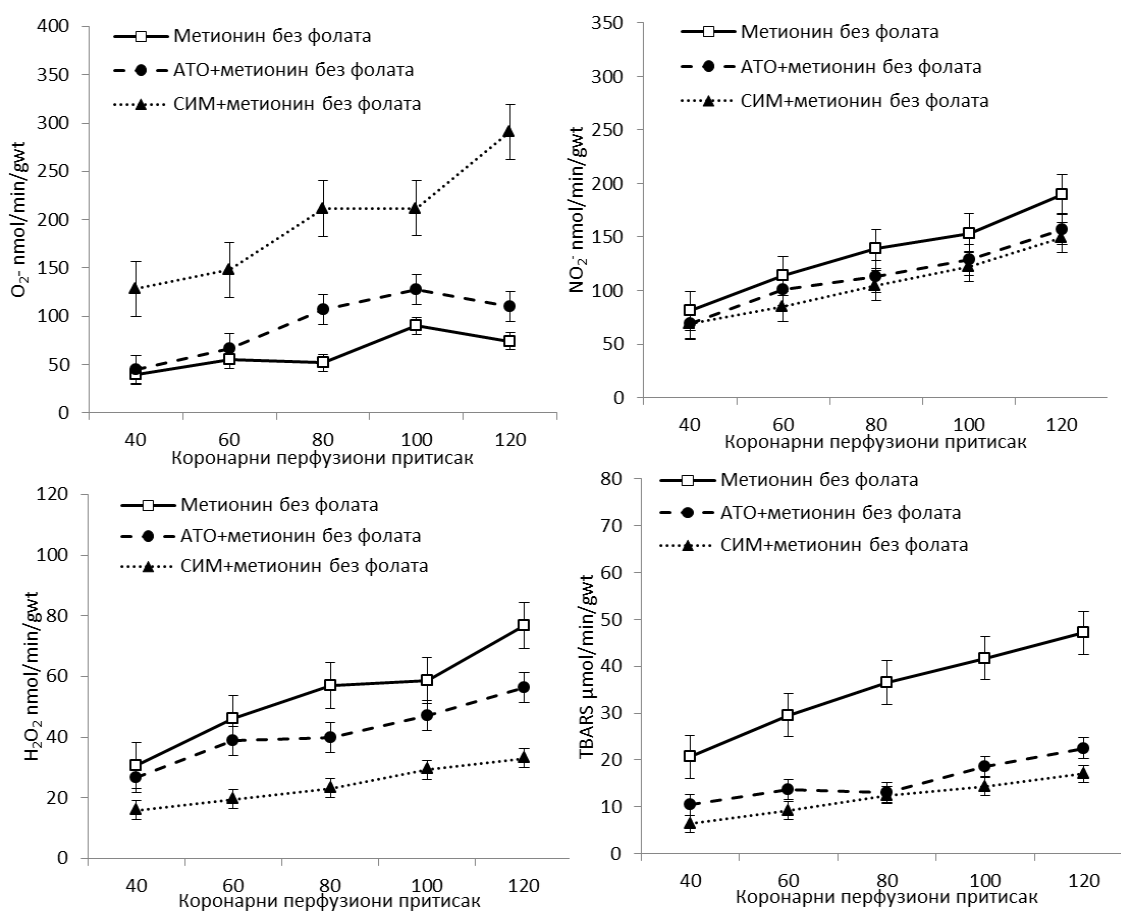 400
350
300
250
200
150
100
50
0
O₂- nmol/min/gwt
Метионин без фолата
АТО+метионин без фолата
СИМ+метионин без фолата
40 60 80 100 120
Коронарни перфузиони притисак
350
300
250
200
150
100
50
0
NO₂⁻ nmol/min/gwt
Метионин без фолата
АТО+метионин без фолата
СИМ+метионин без фолата
40 60 80 100 120
Коронарни перфузиони притисак
120
100
80
60
40
20
0
H₂O₂ nmol/min/gwt
Метионин без фолата
АТО+метионин без фолата
СИМ+метионин без фолата
40 60 80 100 120
Коронарни перфузиони притисак
80
70
60
50
40
30
20
10
0
TBARS µmol/min/gwt
Метионин без фолата
АТО+метионин без фолата
СИМ+метионин без фолата
40 60 80 100 120
Коронарни перфузиони притисак